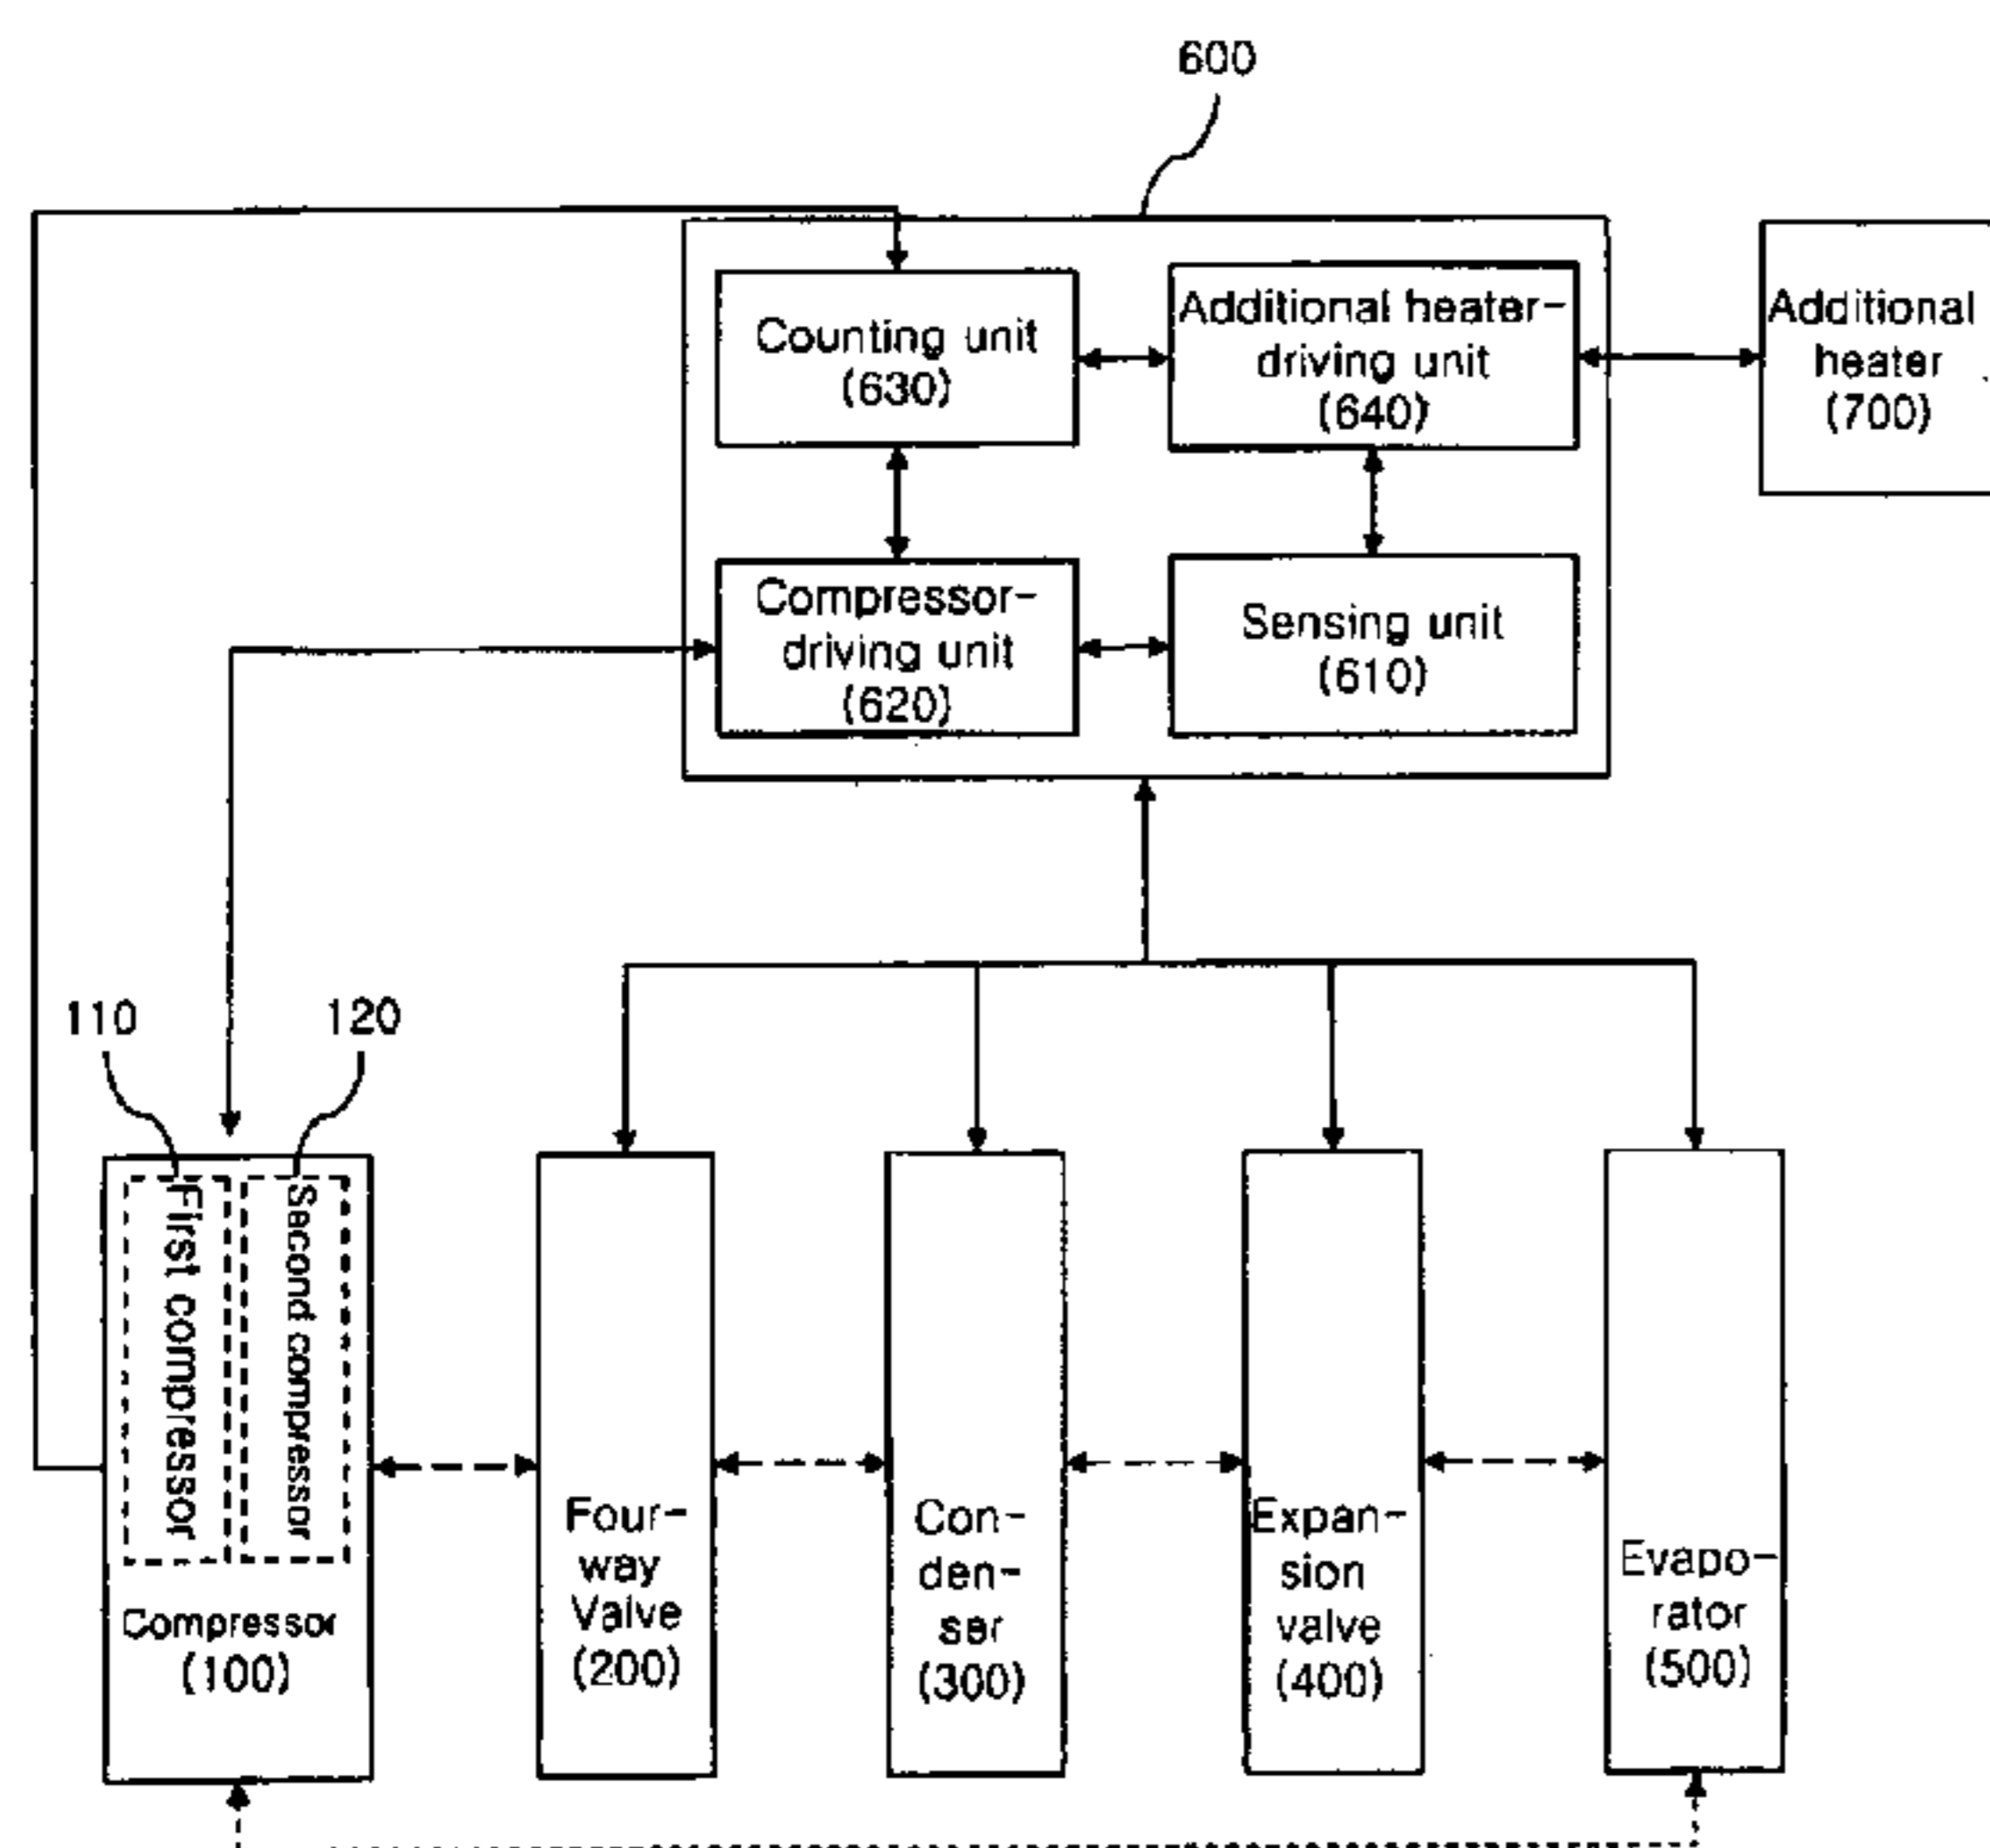 600
Counting unit
(630)
Additional heater-
driving unit
(640)
Additional
heater
(700)
Compressor-
driving unit
(620)
Sensing unit
(610)
110
120
First compressor
Second compressor
Compressor
(100)
Four-
way
Valve
(200)
Con-
den-
ser
(300)
Expan-
sion
valve
(400)
Evapo-
rator
(500)